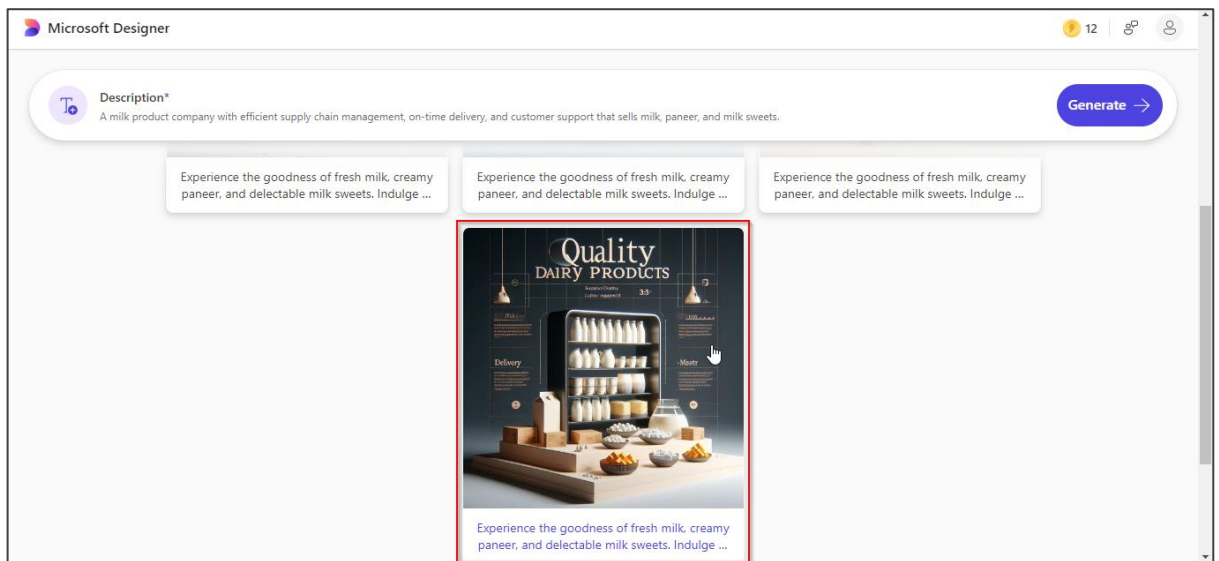 Microsoft Designer
12
Description*
A milk product company with efficient supply chain management, on-time delivery, and customer support that sells milk, paneer, and milk sweets.
Generate
Experience the goodness of fresh milk, creamy
paneer, and delectable milk sweets. Indulge ...
Experience the goodness of fresh milk, creamy
paneer, and delectable milk sweets. Indulge ...
Experience the goodness of fresh milk, creamy
paneer, and delectable milk sweets. Indulge ...
Quality
DAIRY PRODUCTS
Delivery
Experience the goodness of fresh milk, creamy
paneer, and delectable milk sweets. Indulge ...